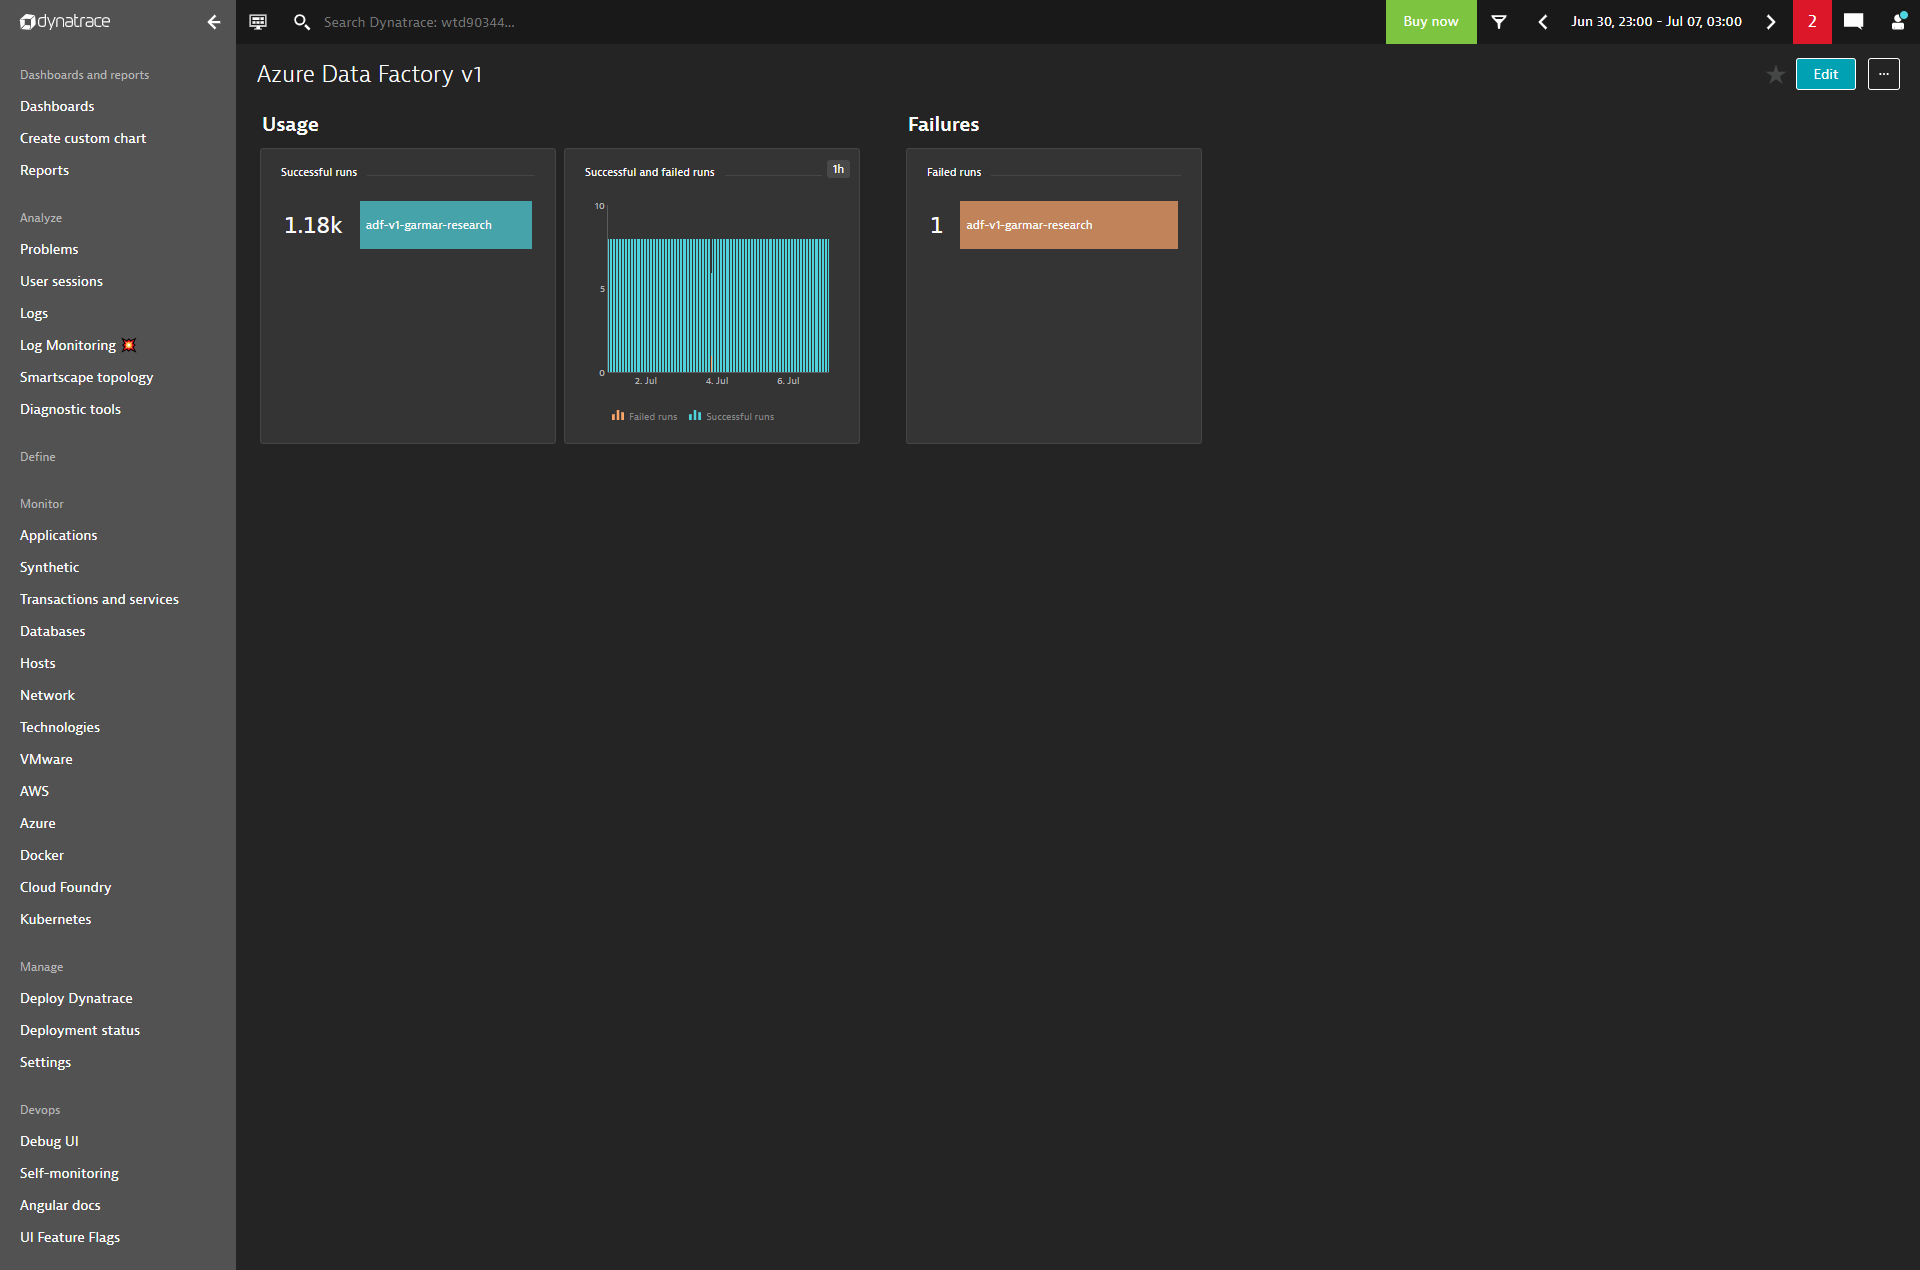 dynatrace
Search Dynatrace: wtd90344...
Buy now
Jun 30, 23:00 - Jul 07, 03:00
2
Dashboards and reports
Dashboards
Create custom chart
Reports
Analyze
Problems
User sessions
Logs
Log Monitoring 💥
Smartscape topology
Diagnostic tools
Define
Monitor
Applications
Synthetic
Transactions and services
Databases
Hosts
Network
Technologies
VMware
AWS
Azure
Docker
Cloud Foundry
Kubernetes
Manage
Deploy Dynatrace
Deployment status
Settings
Devops
Debug UI
Self-monitoring
Angular docs
UI Feature Flags
Azure Data Factory v1
Edit
...
Usage
Successful runs
1.18k
adf-v1-garmar-research
Successful and failed runs
1h
10
5
0
2. Jul
4. Jul
6. Jul
Failed runs
Successful runs
Failures
Failed runs
1
adf-v1-garmar-research